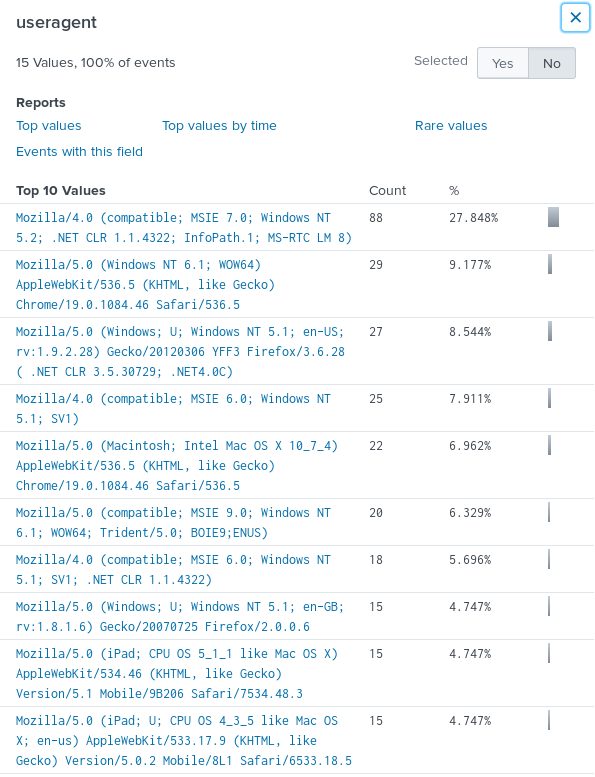 useragent
15 Values, 100% of events
Selected Yes No
Reports
Top values Top values by time Rare values
Events with this field
Top 10 Values Count %
Mozilla/4.0 (compatible; MSIE 7.0; Windows NT 88 27.848%
5.2; .NET CLR 1.1.4322; InfoPath.1; MS-RTC LM 8)
Mozilla/5.0 (Windows NT 6.1; WOW64) 29 9.177%
AppleWebKit/536.5 (KHTML, like Gecko)
Chrome/19.0.1084.46 Safari/536.5
Mozilla/5.0 (Windows; U; Windows NT 5.1; en-US; 27 8.544%
rv:1.9.2.28) Gecko/20120306 YFF3 Firefox/3.6.28
( .NET CLR 3.5.30729; .NET4.0C)
Mozilla/4.0 (compatible; MSIE 6.0; Windows NT 25 7.911%
5.1; SV1)
Mozilla/5.0 (Macintosh; Intel Mac OS X 10_7_4) 22 6.962%
AppleWebKit/536.5 (KHTML, like Gecko)
Chrome/19.0.1084.46 Safari/536.5
Mozilla/5.0 (compatible; MSIE 9.0; Windows NT 20 6.329%
6.1; WOW64; Trident/5.0; BOIE9;ENUS)
Mozilla/4.0 (compatible; MSIE 6.0; Windows NT 18 5.696%
5.1; SV1; .NET CLR 1.1.4322)
Mozilla/5.0 (Windows; U; Windows NT 5.1; en-GB; 15 4.747%
rv:1.8.1.6) Gecko/20070725 Firefox/2.0.0.6
Mozilla/5.0 (iPad; CPU OS 5_1_1 like Mac OS X) 15 4.747%
AppleWebKit/534.46 (KHTML, like Gecko)
Version/5.1 Mobile/9B206 Safari/7534.48.3
Mozilla/5.0 (iPad; U; CPU OS 4_3_5 like Mac OS 15 4.747%
X; en-us) AppleWebKit/533.17.9 (KHTML, like
Gecko) Version/5.0.2 Mobile/8L1 Safari/6533.18.5